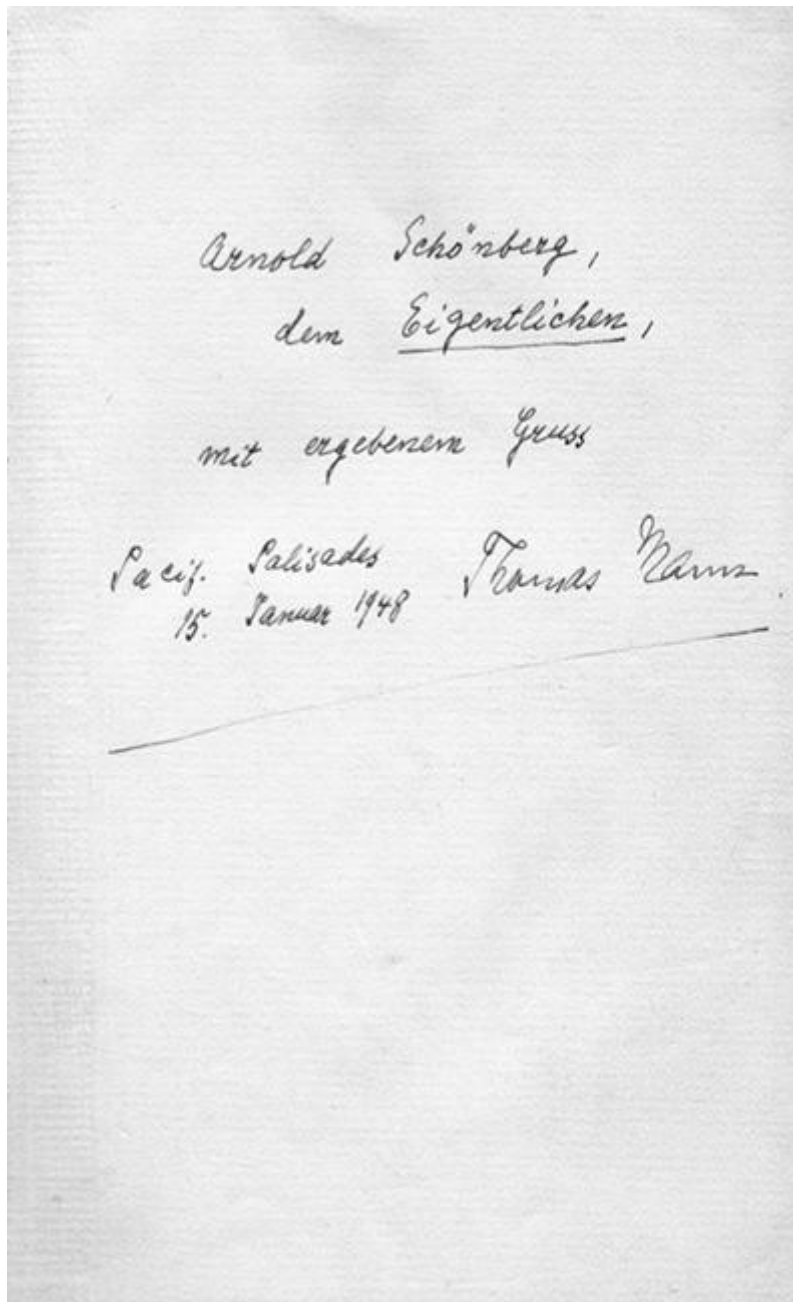 Arnold Schönberg,
dem Eigentlichen,
mit ergebenem Gruss
Pacif. Palisades
15. Januar 1948
Thomas Mann